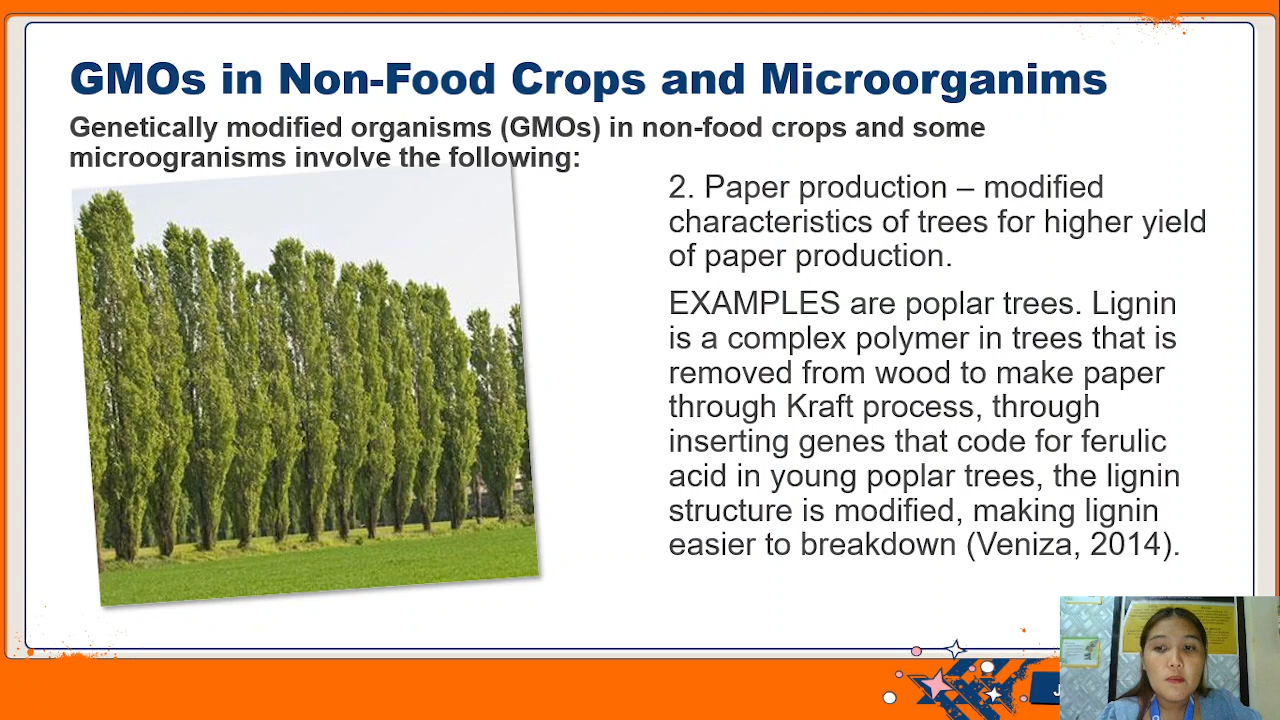 GMOs in Non-Food Crops and Microorganims
Genetically modified organisms (GMOs) in non-food crops and some
microogranisms involve the following:
2. Paper production – modified
characteristics of trees for higher yield
of paper production.
EXAMPLES are poplar trees. Lignin
is a complex polymer in trees that is
removed from wood to make paper
through Kraft process, through
inserting genes that code for ferulic
acid in young poplar trees, the lignin
structure is modified, making lignin
easier to breakdown (Veniza, 2014).